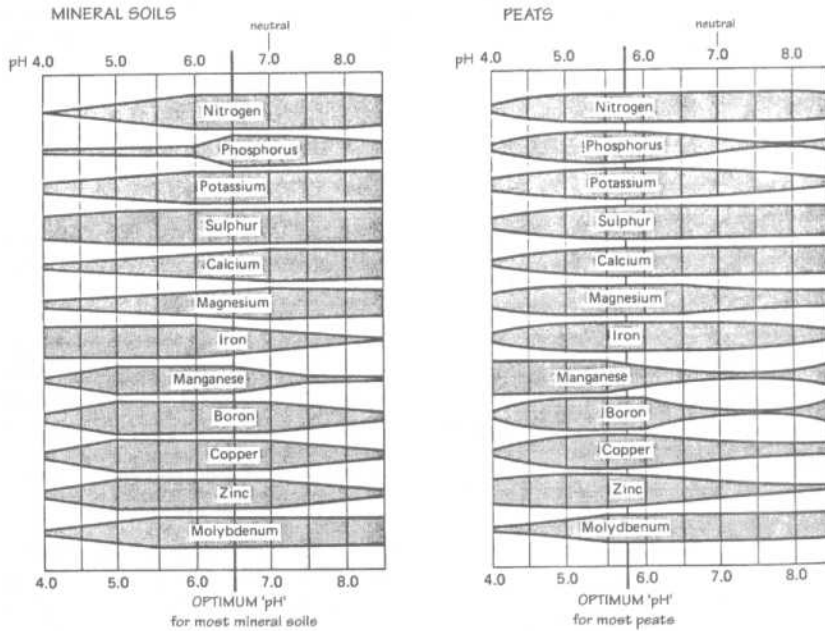 MINERAL SOILS
neutral
pH 4.0 5.0 6.0 7.0 8.0
Nitrogen
Phosphorus
Potassium
Sulphur
Calcium
Magnesium
Iron
Manganese
Boron
Copper
Zinc
Molybdenum
4.0 5.0 6.0 7.0 8.0
OPTIMUM 'pH'
for most mineral soils
PEATS
neutral
pH 4.0 5.0 6.0 7.0 8.0
Nitrogen
Phosphorus
Potassium
Sulphur
Calcium
Magnesium
Iron
Manganese
Boron
Copper
Zinc
Molydbenum
4.0 5.0 6.0 7.0 8.0
OPTIMUM 'pH'
for most peats